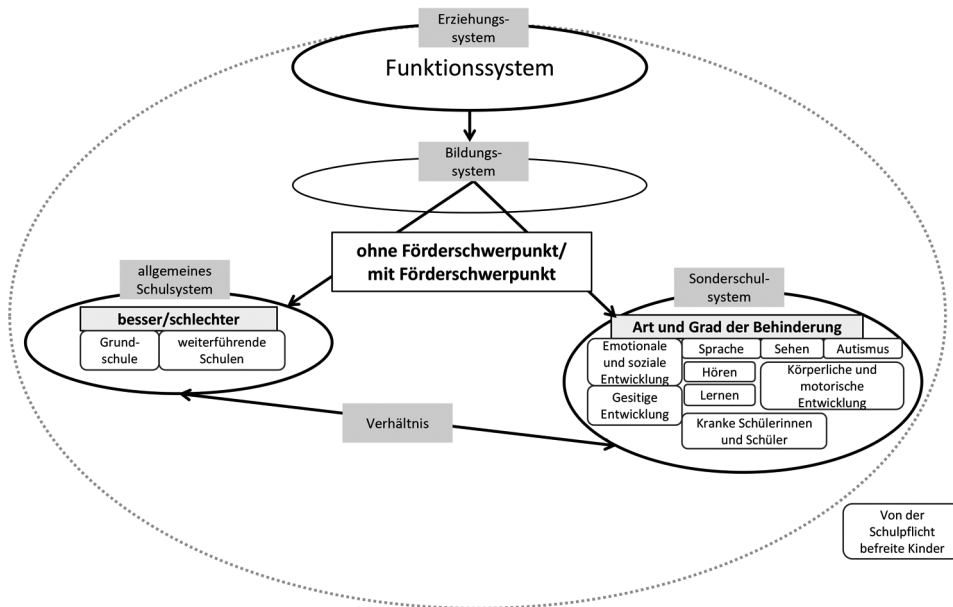 Erziehungs-
system
Funktionssystem
Bildungs-
system
ohne Förderschwerpunkt/
mit Förderschwerpunkt
allgemeines
Schulsystem
besser/schlechter
Grund-
schule
weiterführende
Schulen
Sonderschul-
system
Art und Grad der Behinderung
Emotionale
und soziale
Entwicklung
Sprache
Sehen
Autismus
Hören
Körperliche und
motorische
Entwicklung
Gesitige
Entwicklung
Lernen
Kranke Schülerinnen
und Schüler
Verhältnis
Von der
Schulpflicht
befreite Kinder